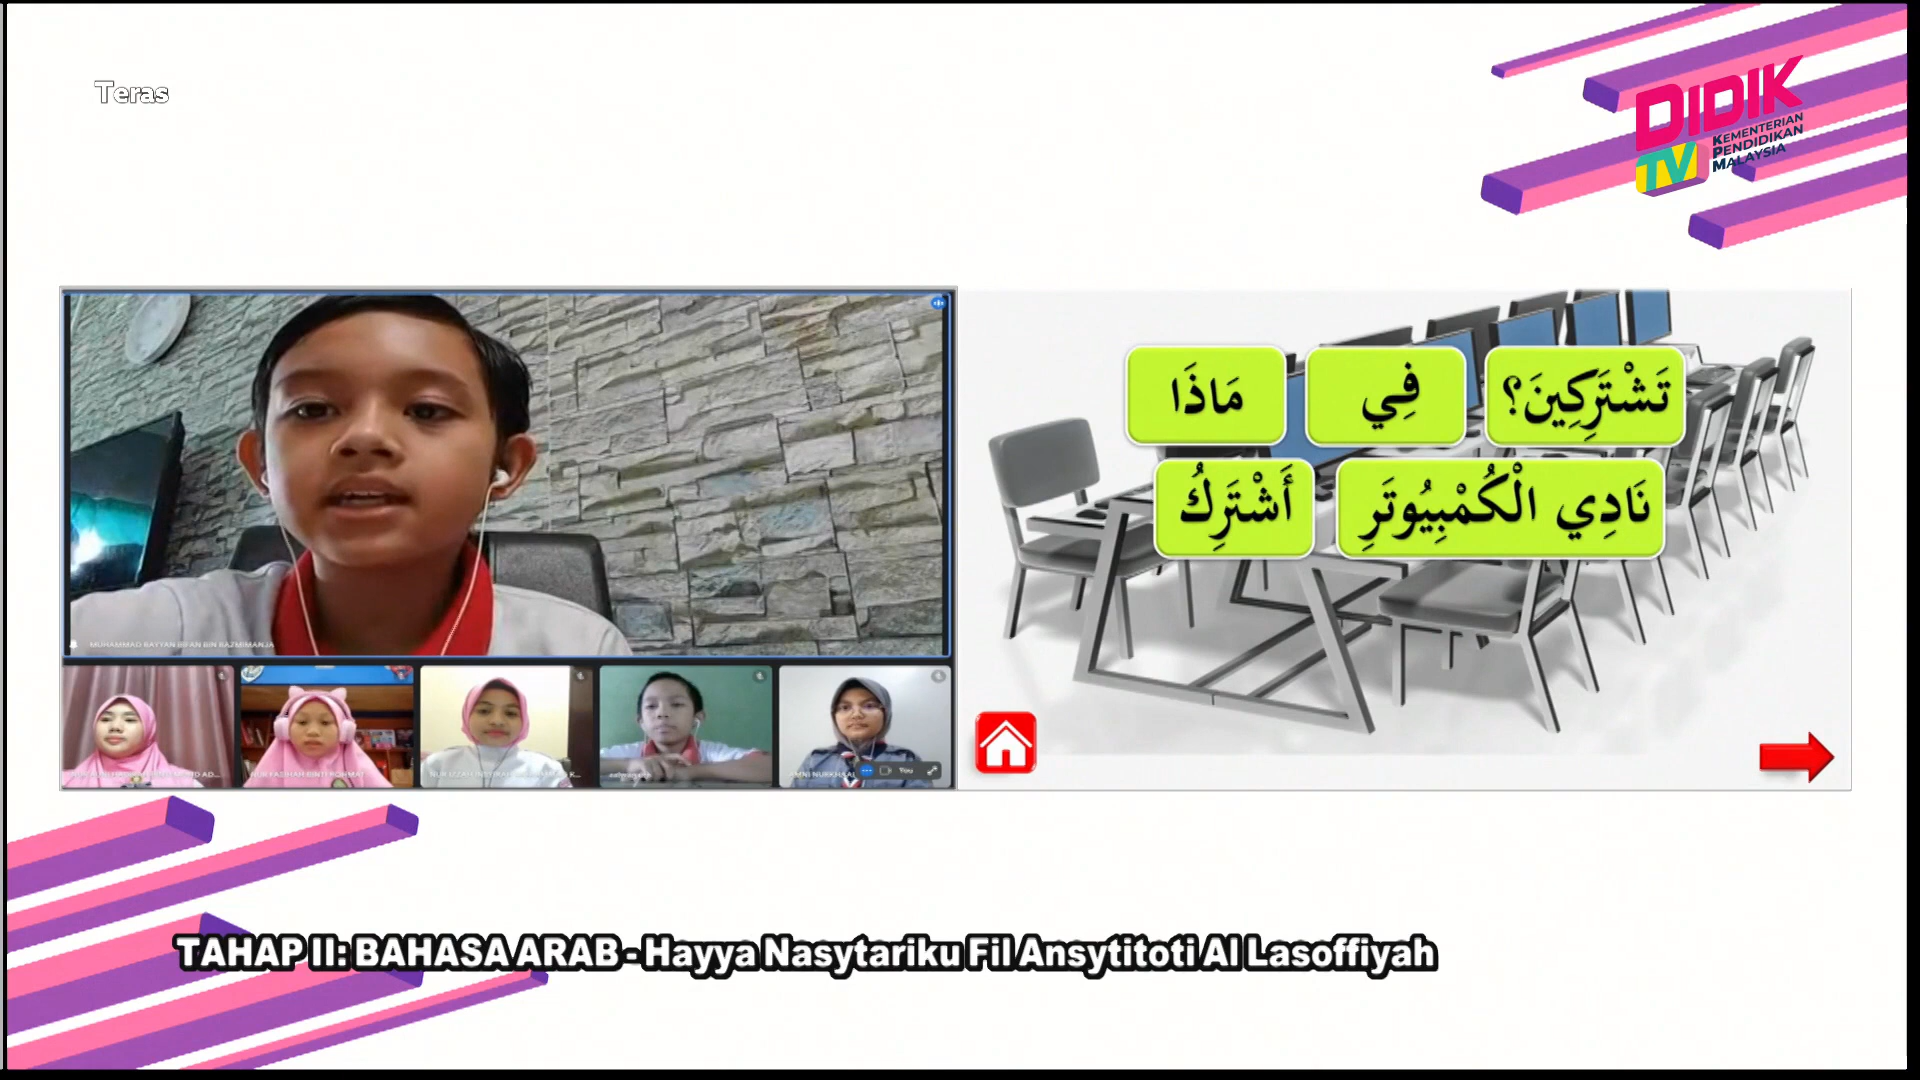 Teras
DIDIK
TV
KEMENTERIAN
PENDIDIKAN
MALAYSIA
تَشْتَرِكِينَ؟ فِي مَاذَا
نَادِي الْكُمْبِيُوتَرِ أَشْتَرِكُ
You
TAHAP II: BAHASA ARAB - Hayya Nasytariku Fil Ansytitoti Al Lasoffiyah